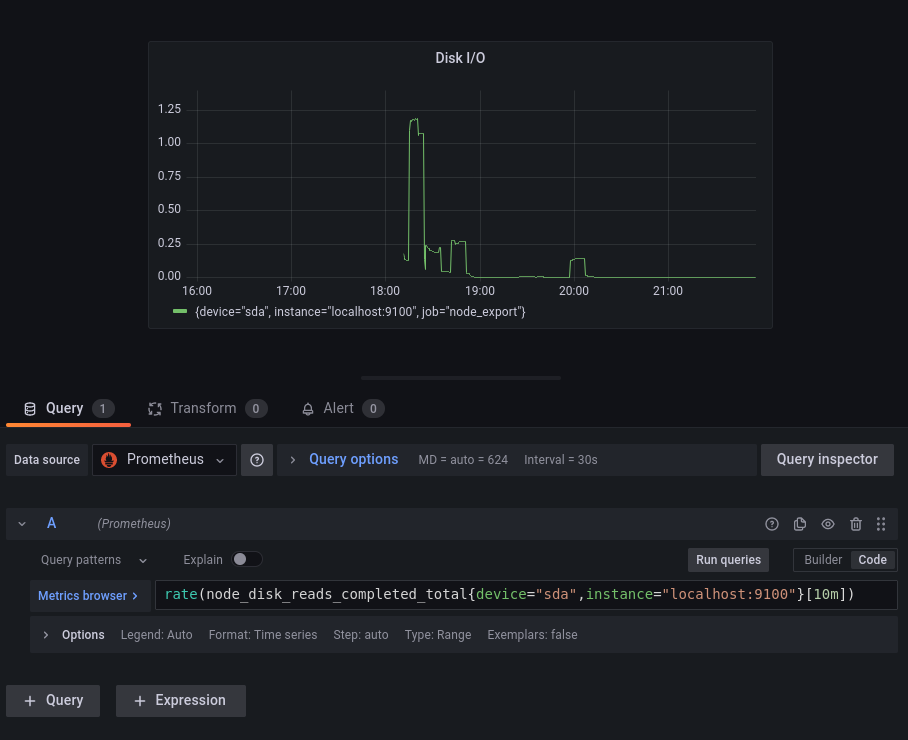 Disk I/O
1.25
1.00
0.75
0.50
0.25
0.00
16:00 17:00 18:00 19:00 20:00 21:00
{device="sda", instance="localhost:9100", job="node_export"}
Query 1 Transform 0 Alert 0
Data source Prometheus Query options MD = auto = 624 Interval = 30s Query inspector
A (Prometheus)
Query patterns Explain Run queries Builder Code
Metrics browser > rate(node_disk_reads_completed_total{device="sda",instance="localhost:9100"}[10m])
> Options Legend: Auto Format: Time series Step: auto Type: Range Exemplars: false
+ Query + Expression